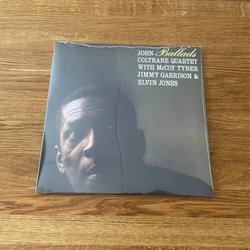 JOHN Ballads
COLTRANE QUARTET
WITH McCOY TYNER
JIMMY GARRISON &
ELVIN JONES